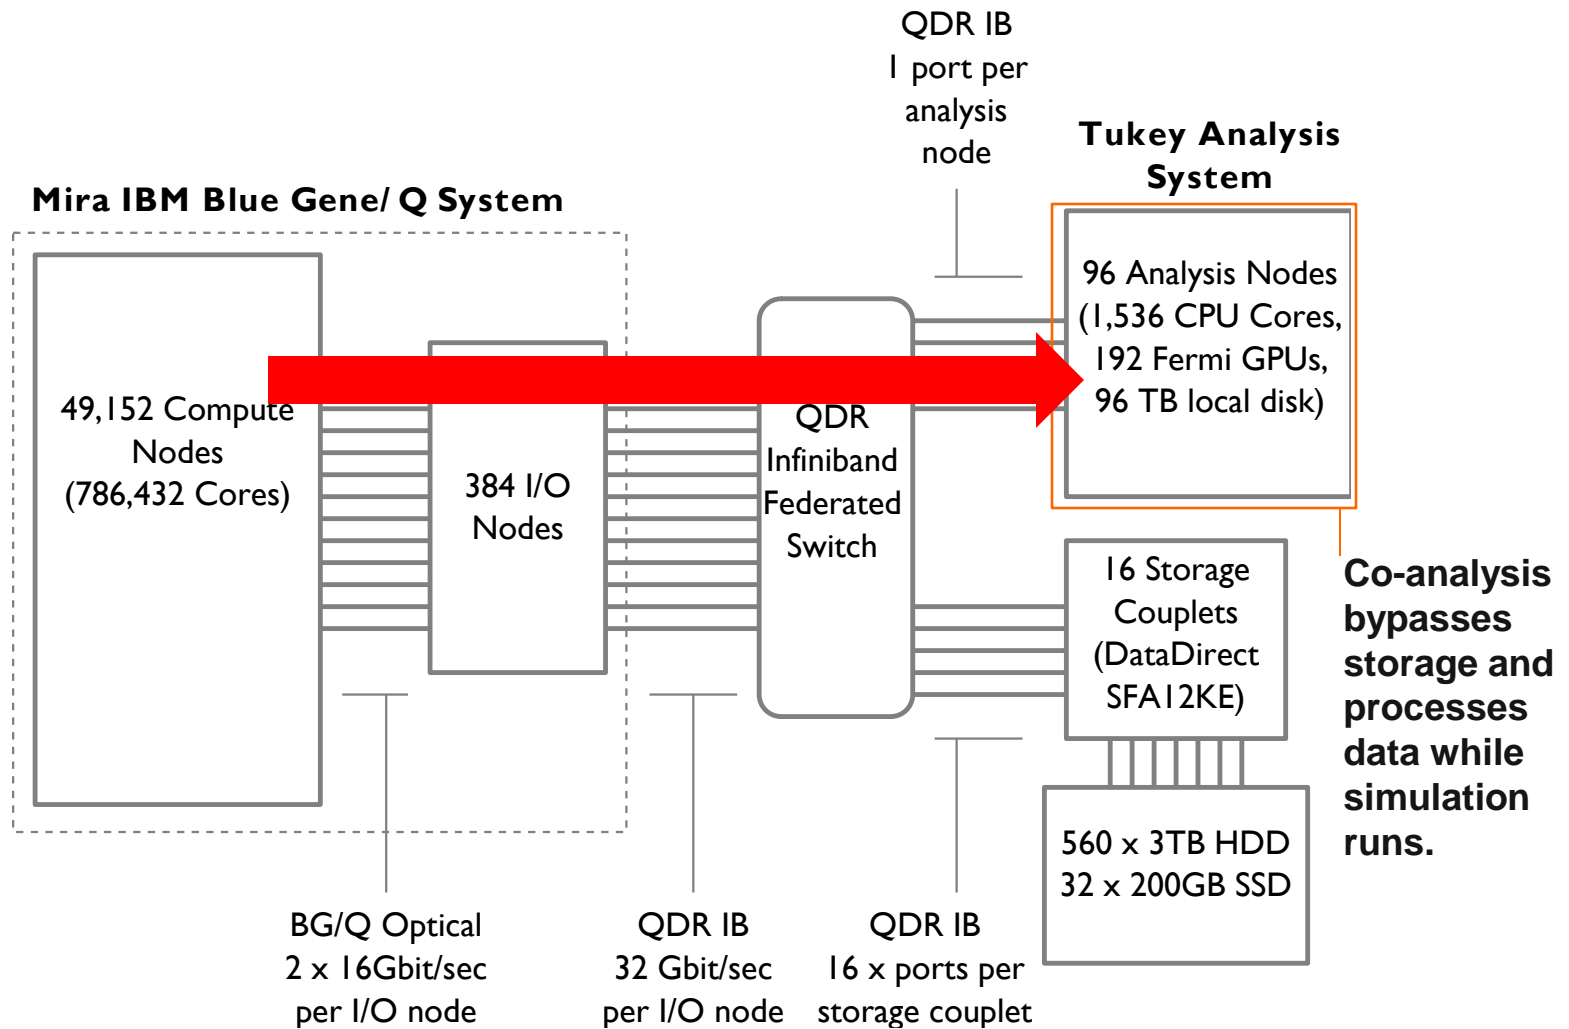 QDR IB
1 port per
analysis
node
Tukey Analysis
System
Mira IBM Blue Gene/ Q System
96 Analysis Nodes
(1,536 CPU Cores,
192 Fermi GPUs,
96 TB local disk)
49,152 Compute
Nodes
(786,432 Cores)
384 I/O
Nodes
QDR
Infiniband
Federated
Switch
16 Storage
Couplets
(DataDirect
SFA12KE)
Co-analysis
bypasses
storage and
processes
data while
simulation
runs.
560 x 3TB HDD
32 x 200GB SSD
BG/Q Optical
2 x 16Gbit/sec
per I/O node
QDR IB
32 Gbit/sec
per I/O node
QDR IB
16 x ports per
storage couplet